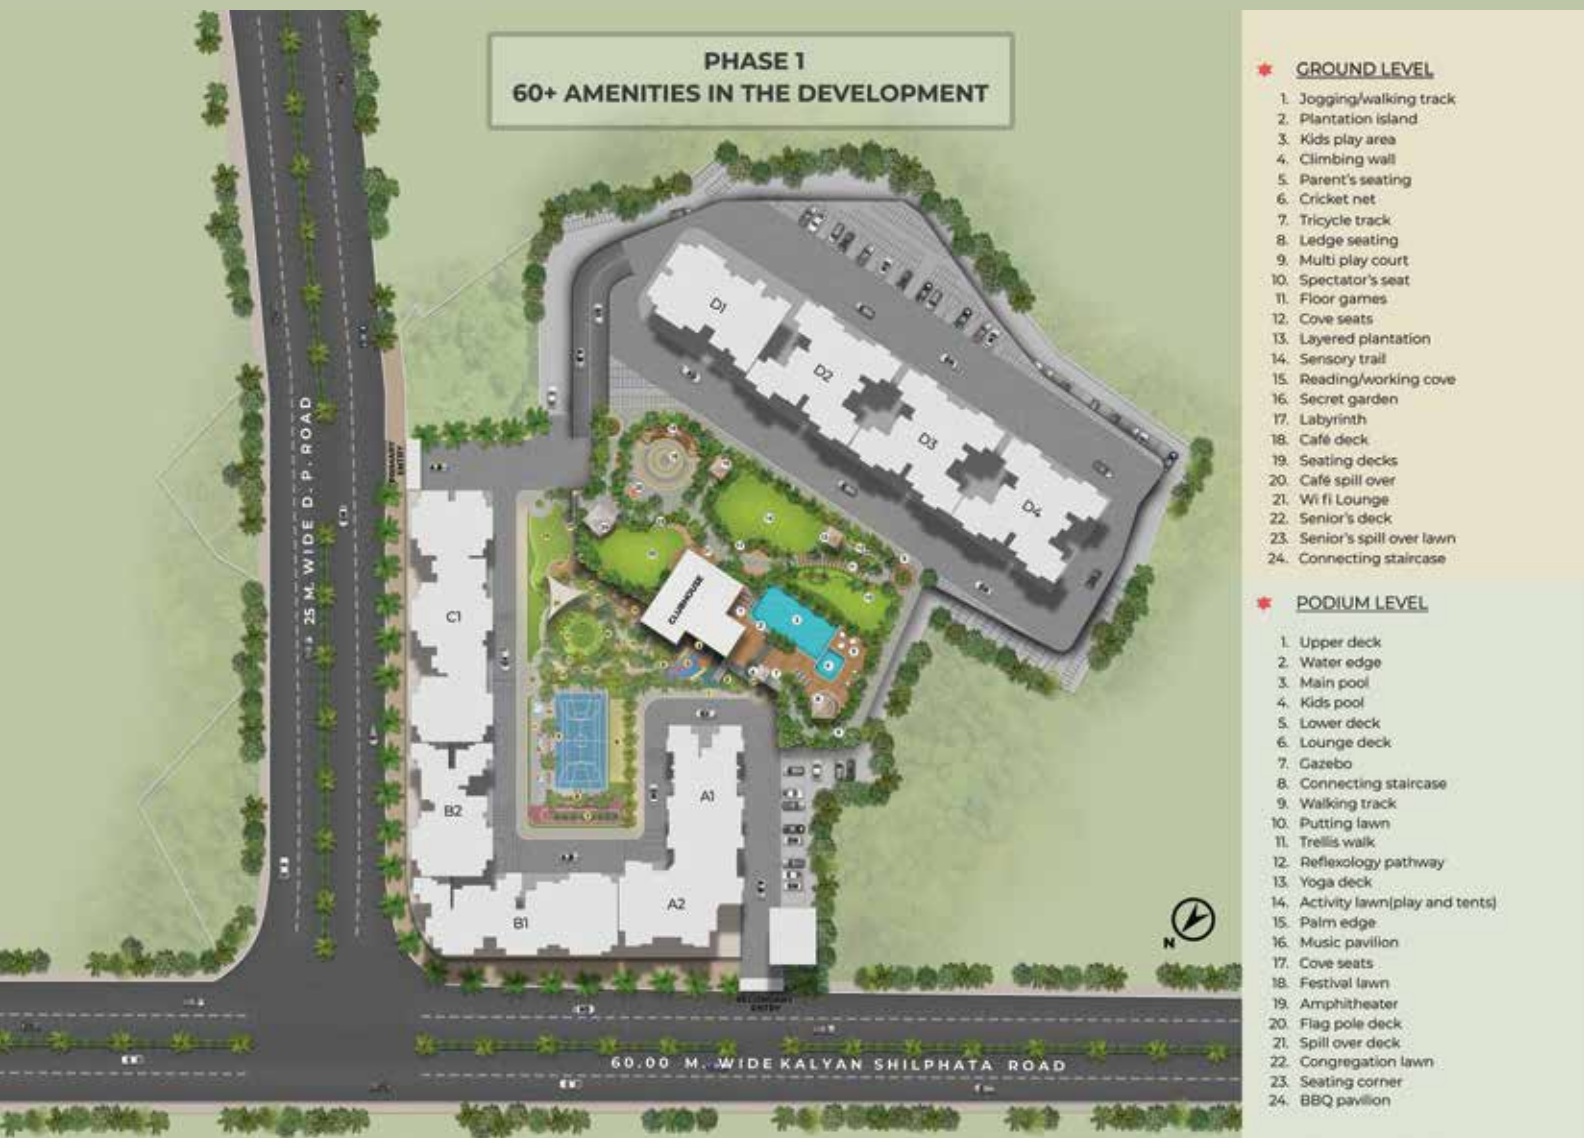 PHASE 1
60+ AMENITIES IN THE DEVELOPMENT
GROUND LEVEL
1. Jogging/walking track
2. Plantation island
3. Kids play area
4. Climbing wall
5. Parent's seating
6. Cricket net
7. Tricycle track
8. Ledge seating
9. Multi play court
10. Spectator's seat
11. Floor games
12. Cove seats
13. Layered plantation
14. Sensory trail
15. Reading/working cove
16. Secret garden
17. Labyrinth
18. Café deck
19. Seating decks
20. Café spill over
21. Wi fi Lounge
22. Senior's deck
23. Senior's spill over lawn
24. Connecting staircase
PODIUM LEVEL
1. Upper deck
2. Water edge
3. Main pool
4. Kids pool
5. Lower deck
6. Lounge deck
7. Gazebo
8. Connecting staircase
9. Walking track
10. Putting lawn
11. Trellis walk
12. Reflexology pathway
13. Yoga deck
14. Activity lawn(play and tents)
15. Palm edge
16. Music pavilion
17. Cove seats
18. Festival lawn
19. Amphitheater
20. Flag pole deck
21. Spill over deck
22. Congregation lawn
23. Seating corner
24. BBQ pavilion
D1
D2
D3
D4
25 M. WIDE D. P. ROAD
PRIMARY
ENTRY
CLUBHOUSE
C1
B2
A1
B1
A2
N
SECONDARY
ENTRY
60.00 M. WIDE KALYAN SHILPHATA ROAD